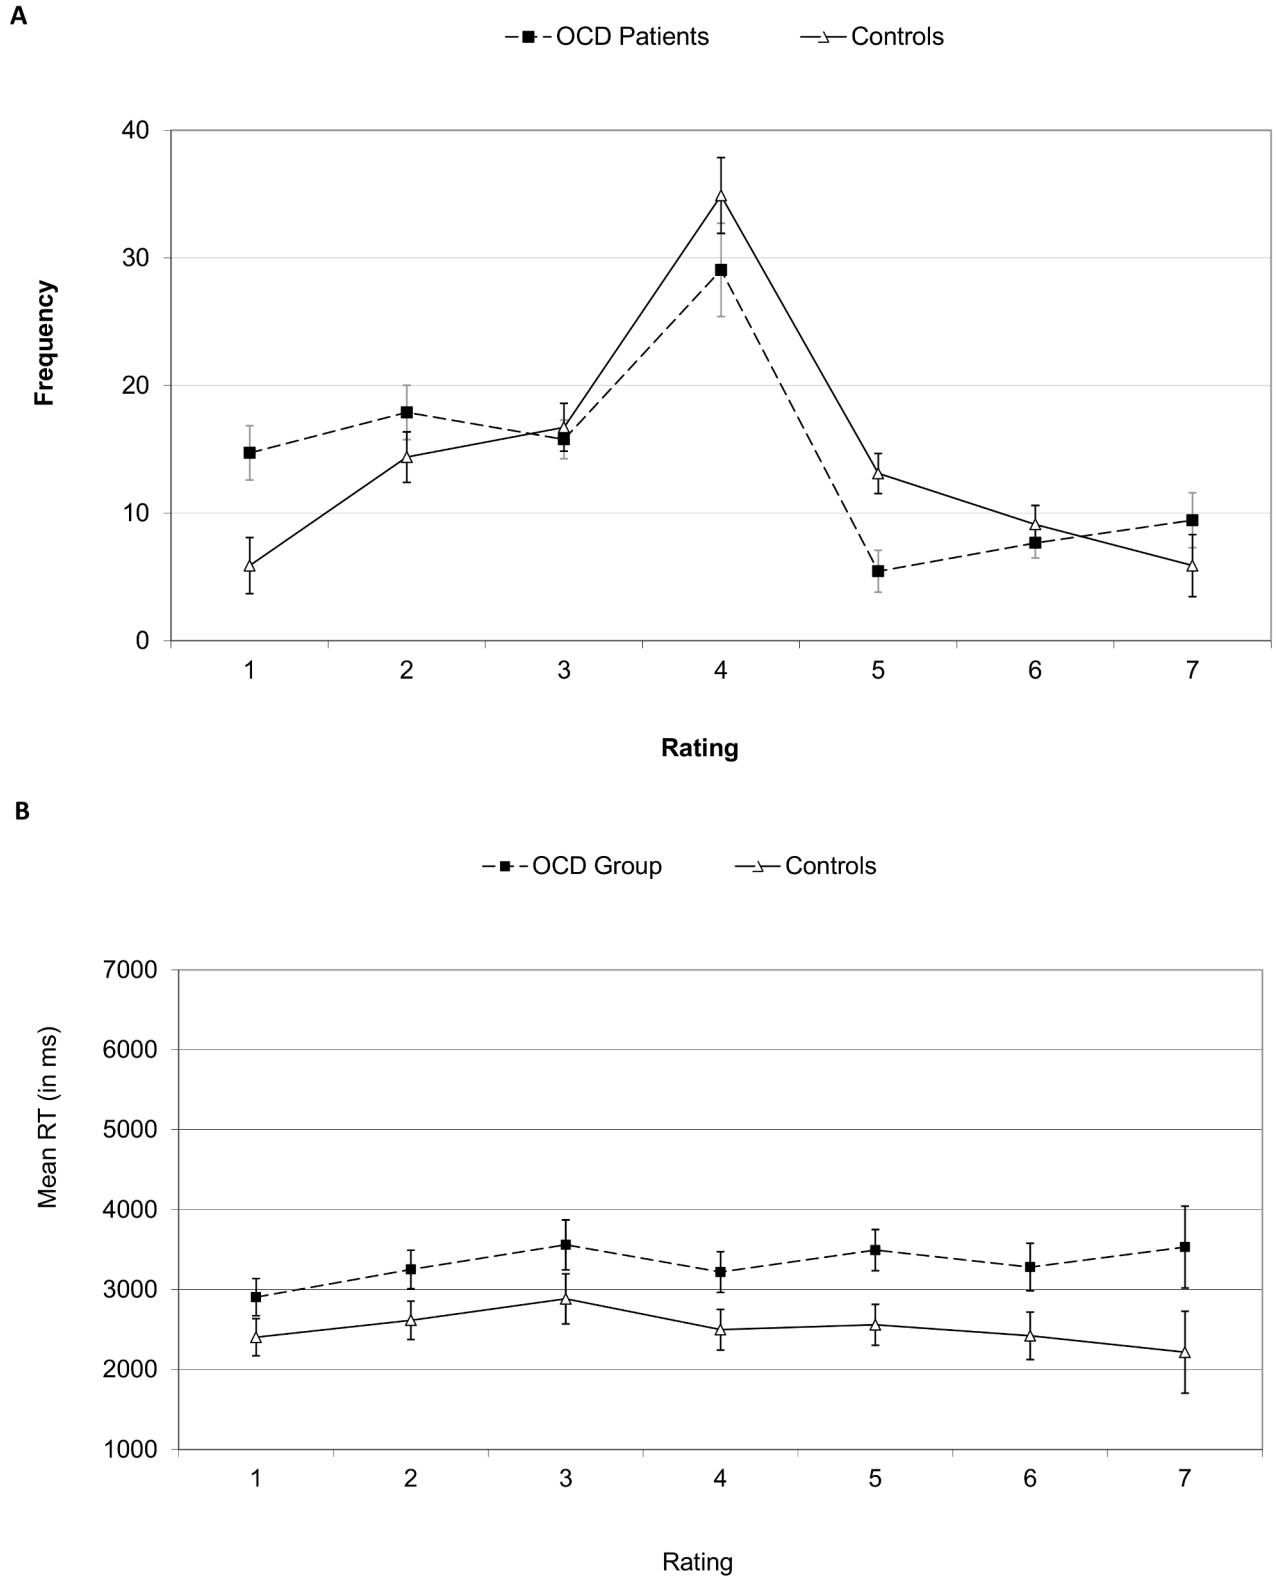 A
OCD Patients Controls
40
30
20
10
0
Frequency
1 2 3 4 5 6 7
Rating
B
OCD Group Controls
7000
6000
5000
4000
3000
2000
1000
Mean RT (in ms)
1 2 3 4 5 6 7
Rating